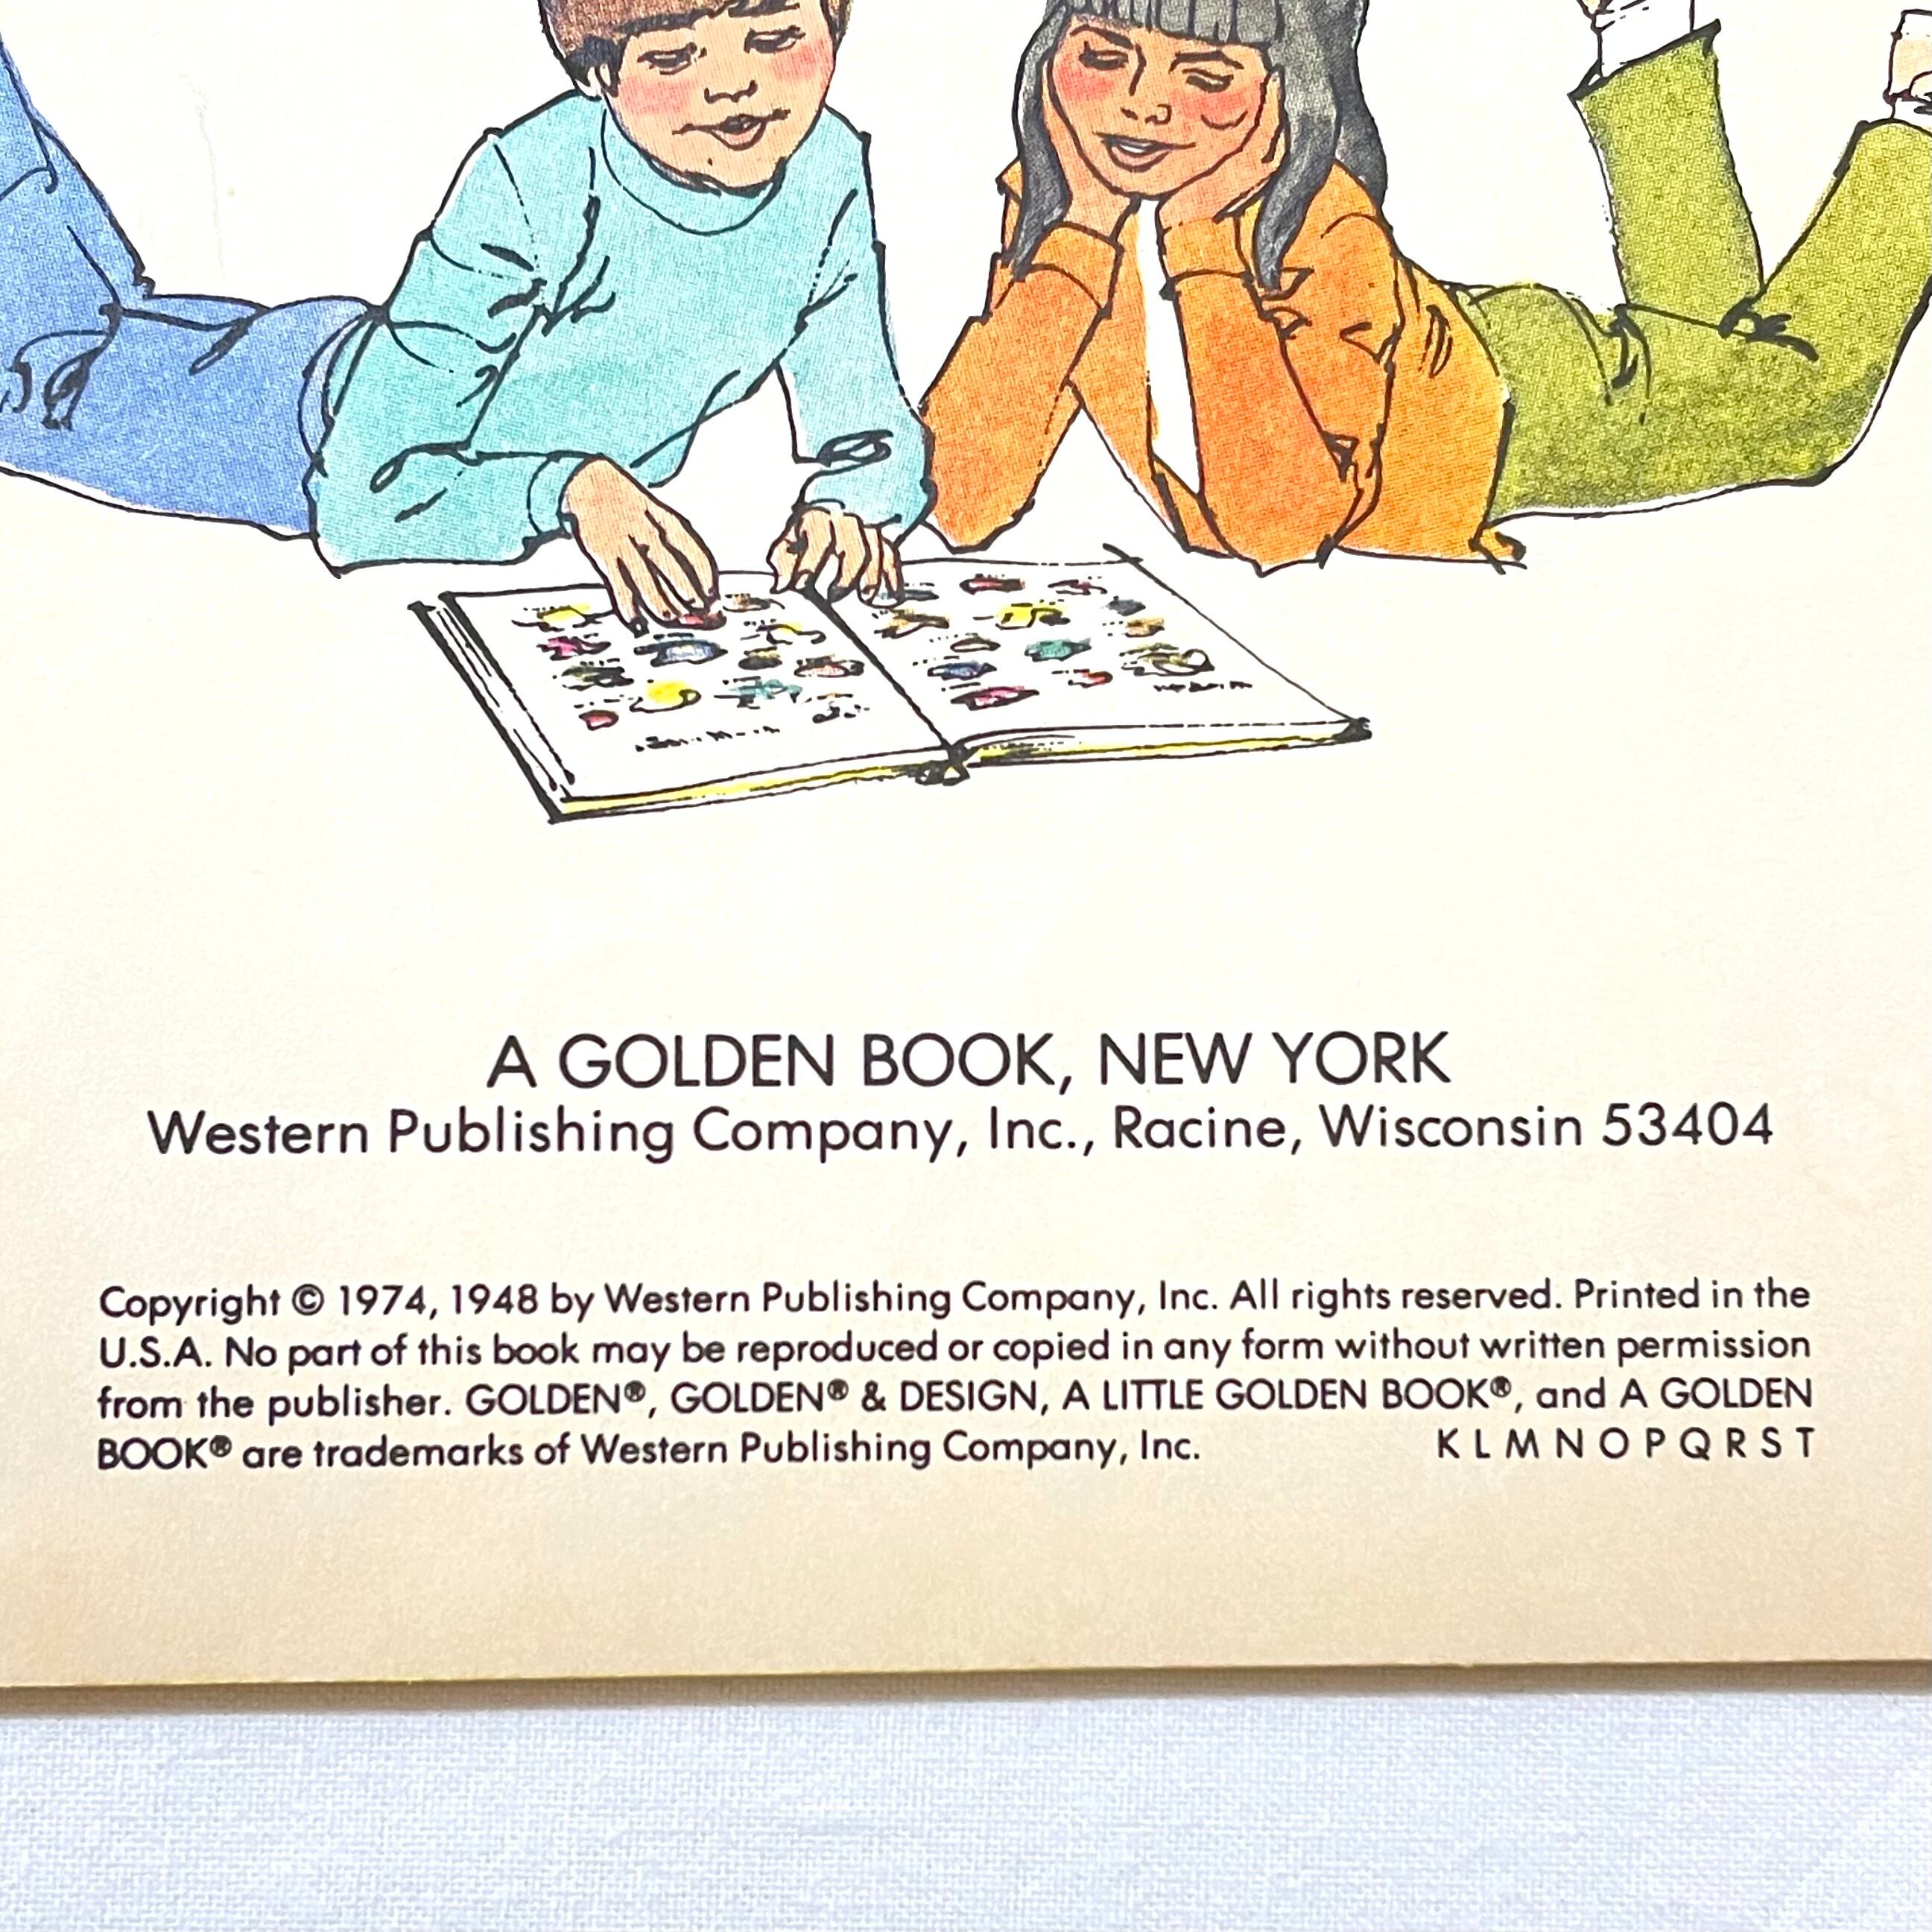 A GOLDEN BOOK, NEW YORK
Western Publishing Company, Inc., Racine, Wisconsin 53404
Copyright © 1974, 1948 by Western Publishing Company, Inc. All rights reserved. Printed in the
U.S.A. No part of this book may be reproduced or copied in any form without written permission
from the publisher. GOLDEN®, GOLDEN® & DESIGN, A LITTLE GOLDEN BOOK®, and A GOLDEN
BOOK® are trademarks of Western Publishing Company, Inc. K L M N O P Q R S T